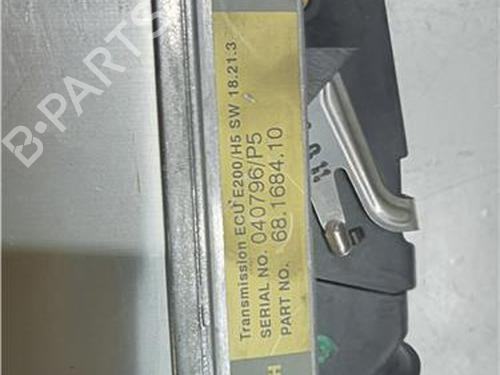 Transmission ECU E200/H5 SW 18.21.3
SERIAL NO. 040796/P5
PART NO. 68.1684.10
H
B-PARTS